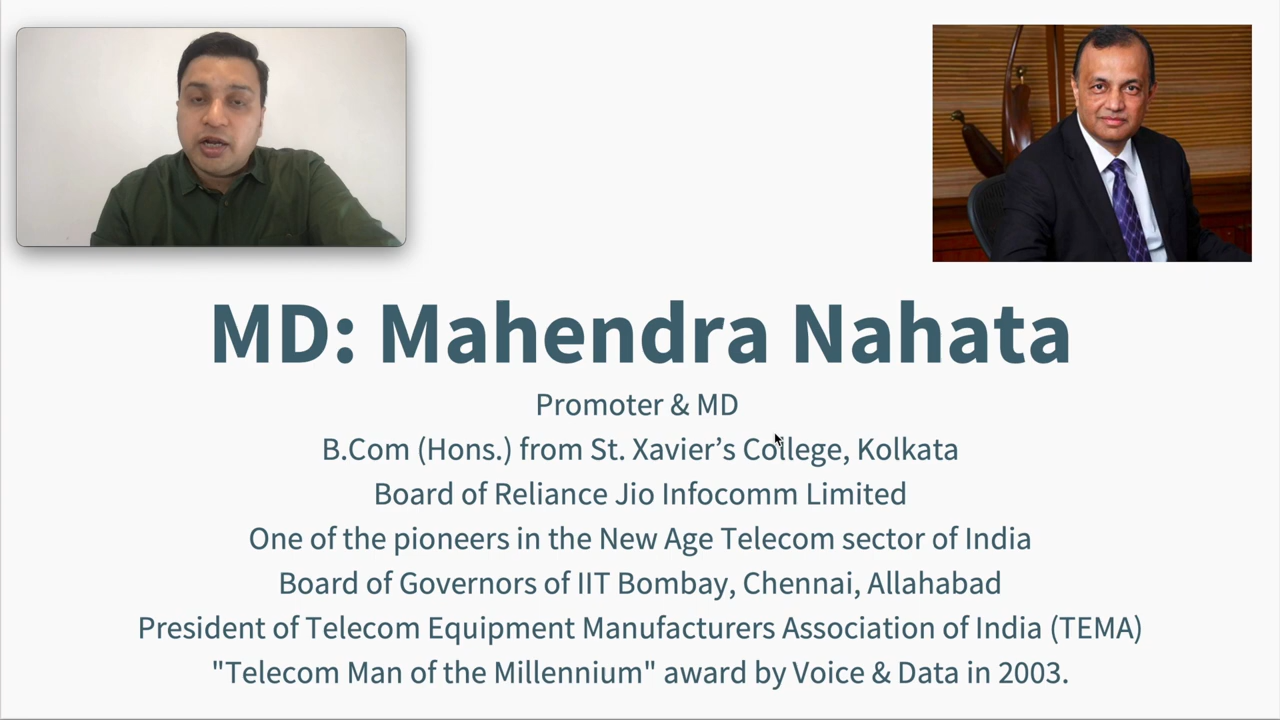 MD: Mahendra Nahata
Promoter & MD
B.Com (Hons.) from St. Xavier’s College, Kolkata
Board of Reliance Jio Infocomm Limited
One of the pioneers in the New Age Telecom sector of India
Board of Governors of IIT Bombay, Chennai, Allahabad
President of Telecom Equipment Manufacturers Association of India (TEMA)
"Telecom Man of the Millennium" award by Voice & Data in 2003.